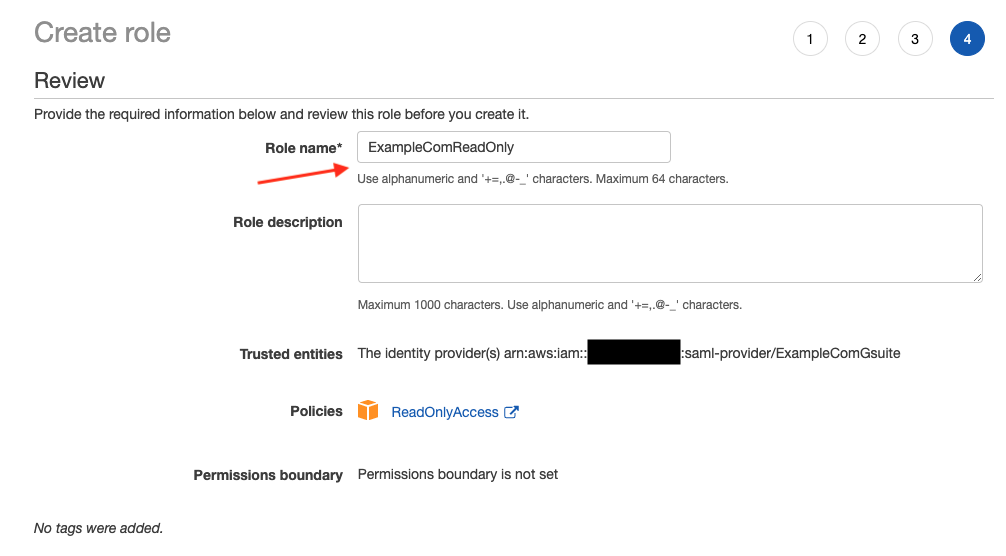 Create role
1 2 3 4
Review
Provide the required information below and review this role before you create it.
Role name* ExampleComReadOnly
Use alphanumeric and '+=,.@-_' characters. Maximum 64 characters.
Role description
Maximum 1000 characters. Use alphanumeric and '+=,.@-_' characters.
Trusted entities The identity provider(s) arn:aws:iam:: :saml-provider/ExampleComGsuite
Policies ReadOnlyAccess
Permissions boundary Permissions boundary is not set
No tags were added.